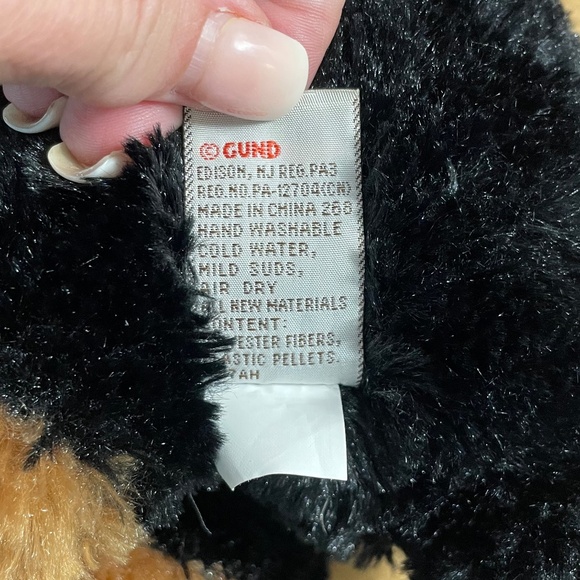 © GUND
EDISON, NJ REG.PA3
REG.NO.PA-12704(CN)
MADE IN CHINA 268
HAND WASHABLE
COLD WATER,
MILD SUDS,
AIR DRY
NEW MATERIALS
CONTENT:
FIBERS,
PELLETS.